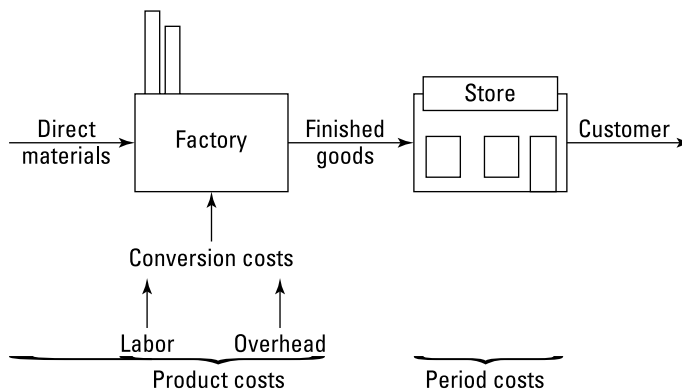 Store
Direct
materials
Factory
Finished
goods
Customer
Conversion costs
Labor
Overhead
Product costs
Period costs